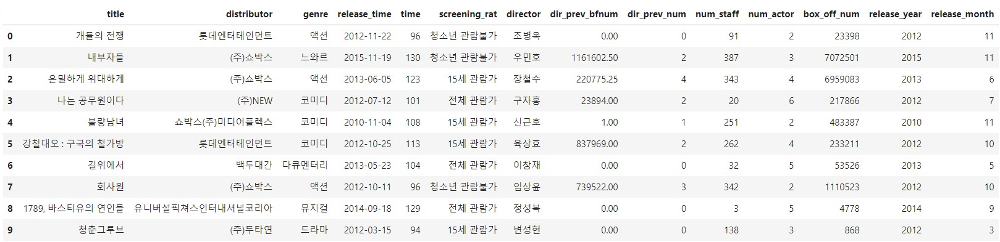 title distributor genre release_time time screening_rat director dir_prev_bfnum dir_prev_num num_staff num_actor box_off_num release_year release_month
0 개들의 전쟁 롯데엔터테인먼트 액션 2012-11-22 96 청소년 관람불가 조병옥 0.00 0 91 2 23398 2012 11
1 내부자들 (주)쇼박스 느와르 2015-11-19 130 청소년 관람불가 우민호 1161602.50 2 387 3 7072501 2015 11
2 은밀하게 위대하게 (주)쇼박스 액션 2013-06-05 123 15세 관람가 장철수 220775.25 4 343 4 6959083 2013 6
3 나는 공무원이다 (주)NEW 코미디 2012-07-12 101 전체 관람가 구자홍 23894.00 2 20 6 217866 2012 7
4 불량남녀 쇼박스(주)미디어플렉스 코미디 2010-11-04 108 15세 관람가 신근호 1.00 1 251 2 483387 2010 11
5 강철대오 : 구국의 철가방 롯데엔터테인먼트 코미디 2012-10-25 113 15세 관람가 육상효 837969.00 2 262 4 233211 2012 10
6 길위에서 백두대간 다큐멘터리 2013-05-23 104 전체 관람가 이창재 0.00 0 32 5 53526 2013 5
7 회사원 (주)쇼박스 액션 2012-10-11 96 청소년 관람불가 임상윤 739522.00 3 342 2 1110523 2012 10
8 1789, 바스티유의 연인들 유니버설픽쳐스인터내셔널코리아 뮤지컬 2014-09-18 129 전체 관람가 정성복 0.00 0 3 5 4778 2014 9
9 청춘그루브 (주)두타연 드라마 2012-03-15 94 15세 관람가 변성현 0.00 0 138 3 868 2012 3